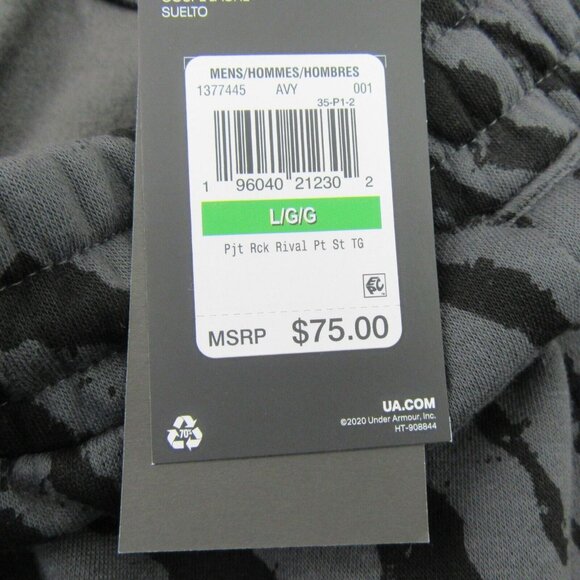 SUELTO
MENS/HOMMES/HOMBRES
1377445 AVY 001
35-P1-2
1 96040 21230 2
L/G/G
Pjt Rck Rival Pt St TG
MSRP $75.00
70%
UA.COM
©2020 Under Armour, Inc.
HT-908844